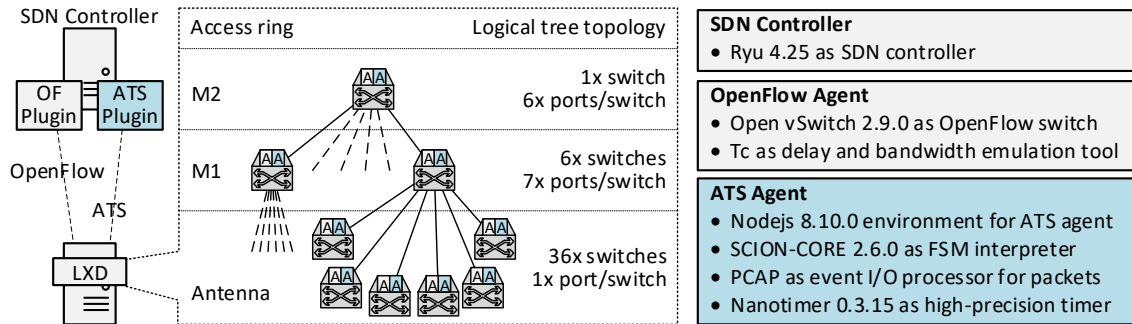 SDN Controller
OF Plugin
ATS Plugin
OpenFlow
ATS
LXD
Access ring
Logical tree topology
M2
A A
1x switch
6x ports/switch
M1
A A
A A
6x switches
7x ports/switch
Antenna
A A
A A
A A
A A
A A
A A
36x switches
1x port/switch
SDN Controller
• Ryu 4.25 as SDN controller
OpenFlow Agent
• Open vSwitch 2.9.0 as OpenFlow switch
• Tc as delay and bandwidth emulation tool
ATS Agent
• Nodejs 8.10.0 environment for ATS agent
• SCION-CORE 2.6.0 as FSM interpreter
• PCAP as event I/O processor for packets
• Nanotimer 0.3.15 as high-precision timer